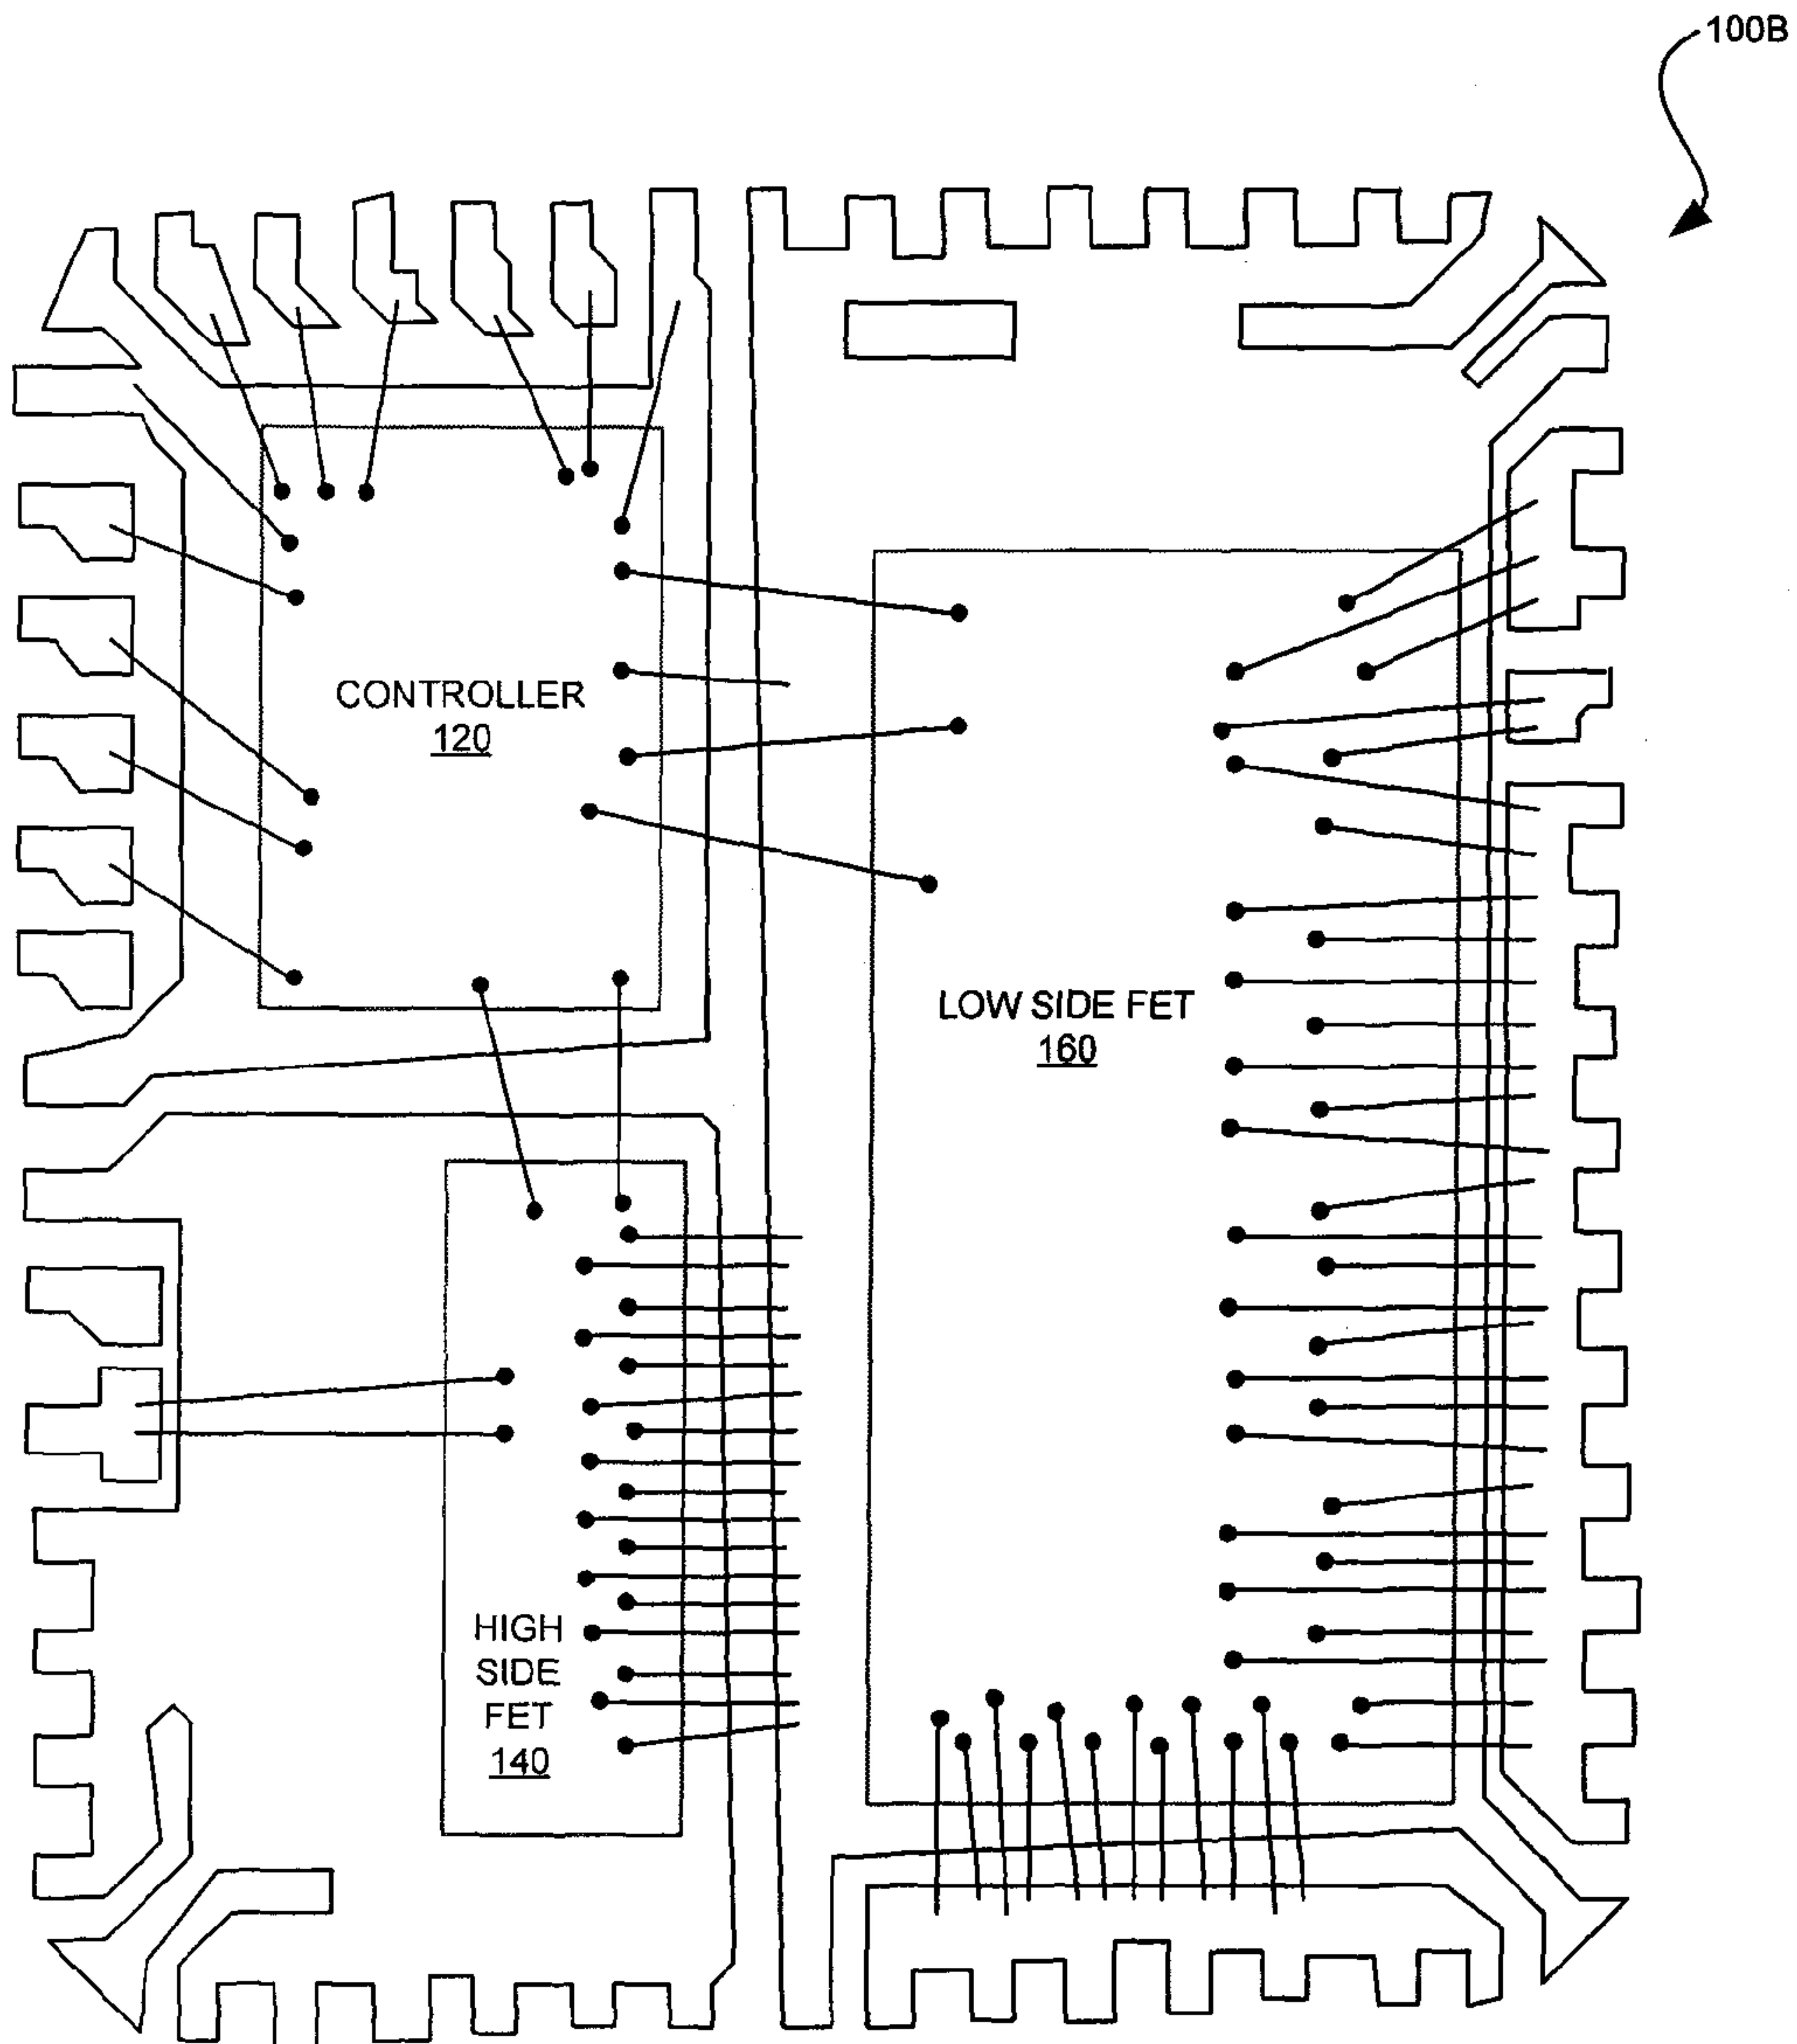 100B
CONTROLLER
120
LOW SIDE FET
160
HIGH
SIDE
FET
140